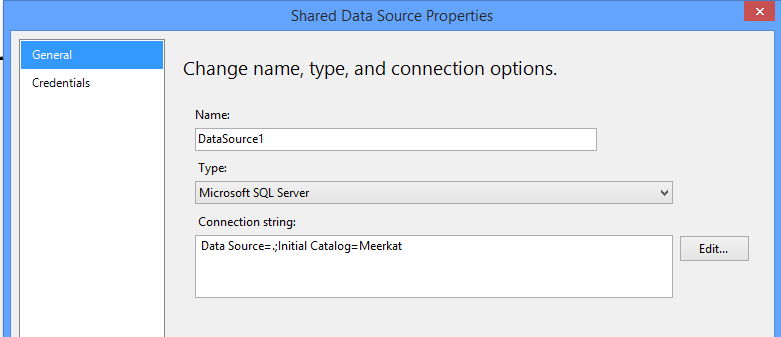 Shared Data Source Properties
General
Credentials
Change name, type, and connection options.
Name:
DataSource1
Type:
Microsoft SQL Server
Connection string:
Data Source=.;Initial Catalog=Meerkat
Edit...